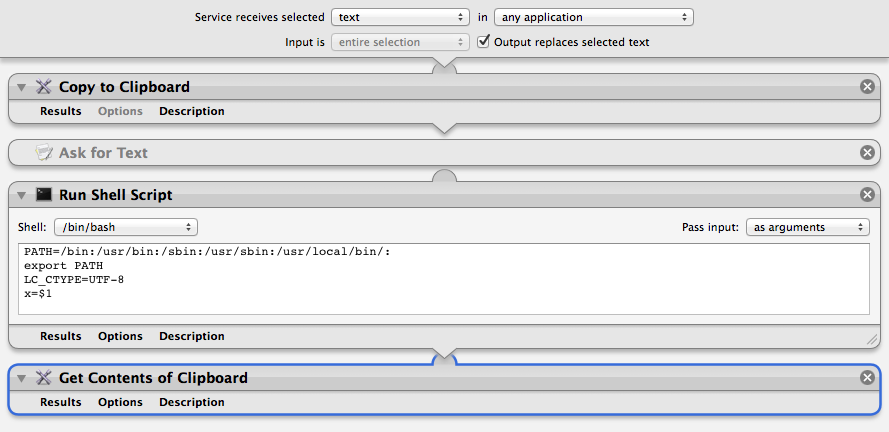 Service receives selected text in any application
Input is entire selection Output replaces selected text
Copy to Clipboard
Results Options Description
Ask for Text
Run Shell Script
Shell: /bin/bash Pass input: as arguments
PATH=/bin:/usr/bin:/sbin:/usr/sbin:/usr/local/bin/:
export PATH
LC_CTYPE=UTF-8
x=$1
Results Options Description
Get Contents of Clipboard
Results Options Description